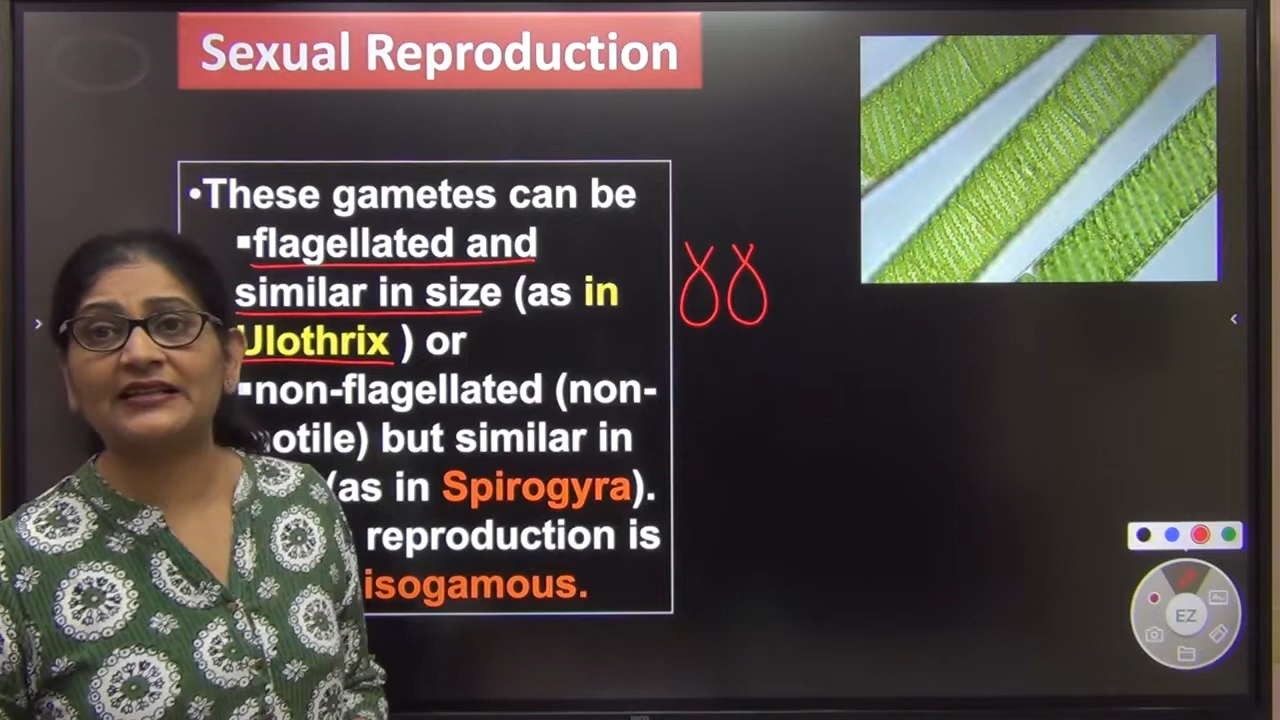 Sexual Reproduction
•These gametes can be
▪flagellated and
similar in size (as in
Ulothrix ) or
▪non-flagellated (non-
otile) but similar in
(as in Spirogyra).
reproduction is
isogamous.
EZ